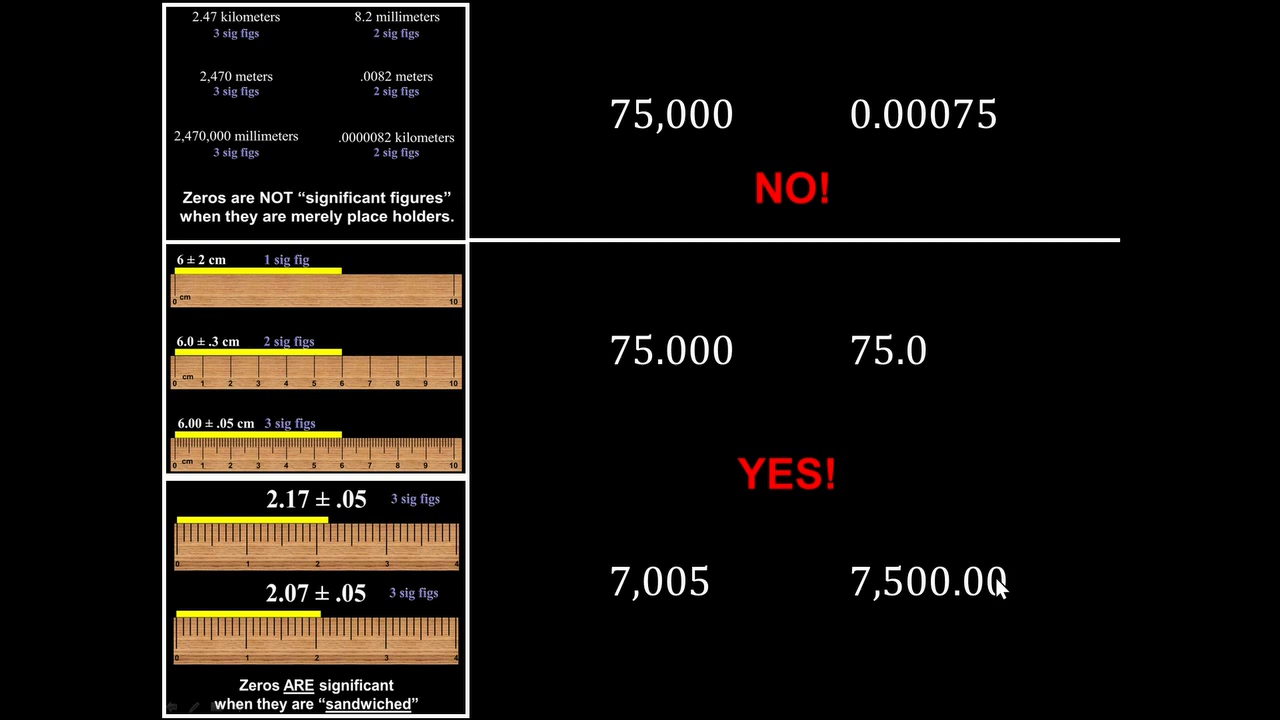 2.47 kilometers 8.2 millimeters
3 sig figs 2 sig figs
2,470 meters .0082 meters
3 sig figs 2 sig figs
2,470,000 millimeters .0000082 kilometers
3 sig figs 2 sig figs
Zeros are NOT “significant figures”
when they are merely place holders.
6 ± 2 cm 1 sig fig
0 cm 10
6.0 ± .3 cm 2 sig figs
cm
0 1 2 3 4 5 6 7 8 9 10
6.00 ± .05 cm 3 sig figs
cm
0 1 2 3 4 5 6 7 8 9 10
2.17 ± .05 3 sig figs
0 1 2 3 4
2.07 ± .05 3 sig figs
0 1 2 3 4
Zeros ARE significant
when they are “sandwiched”
75,000 0.00075
NO!
75.000 75.0
YES!
7,005 7,500.00